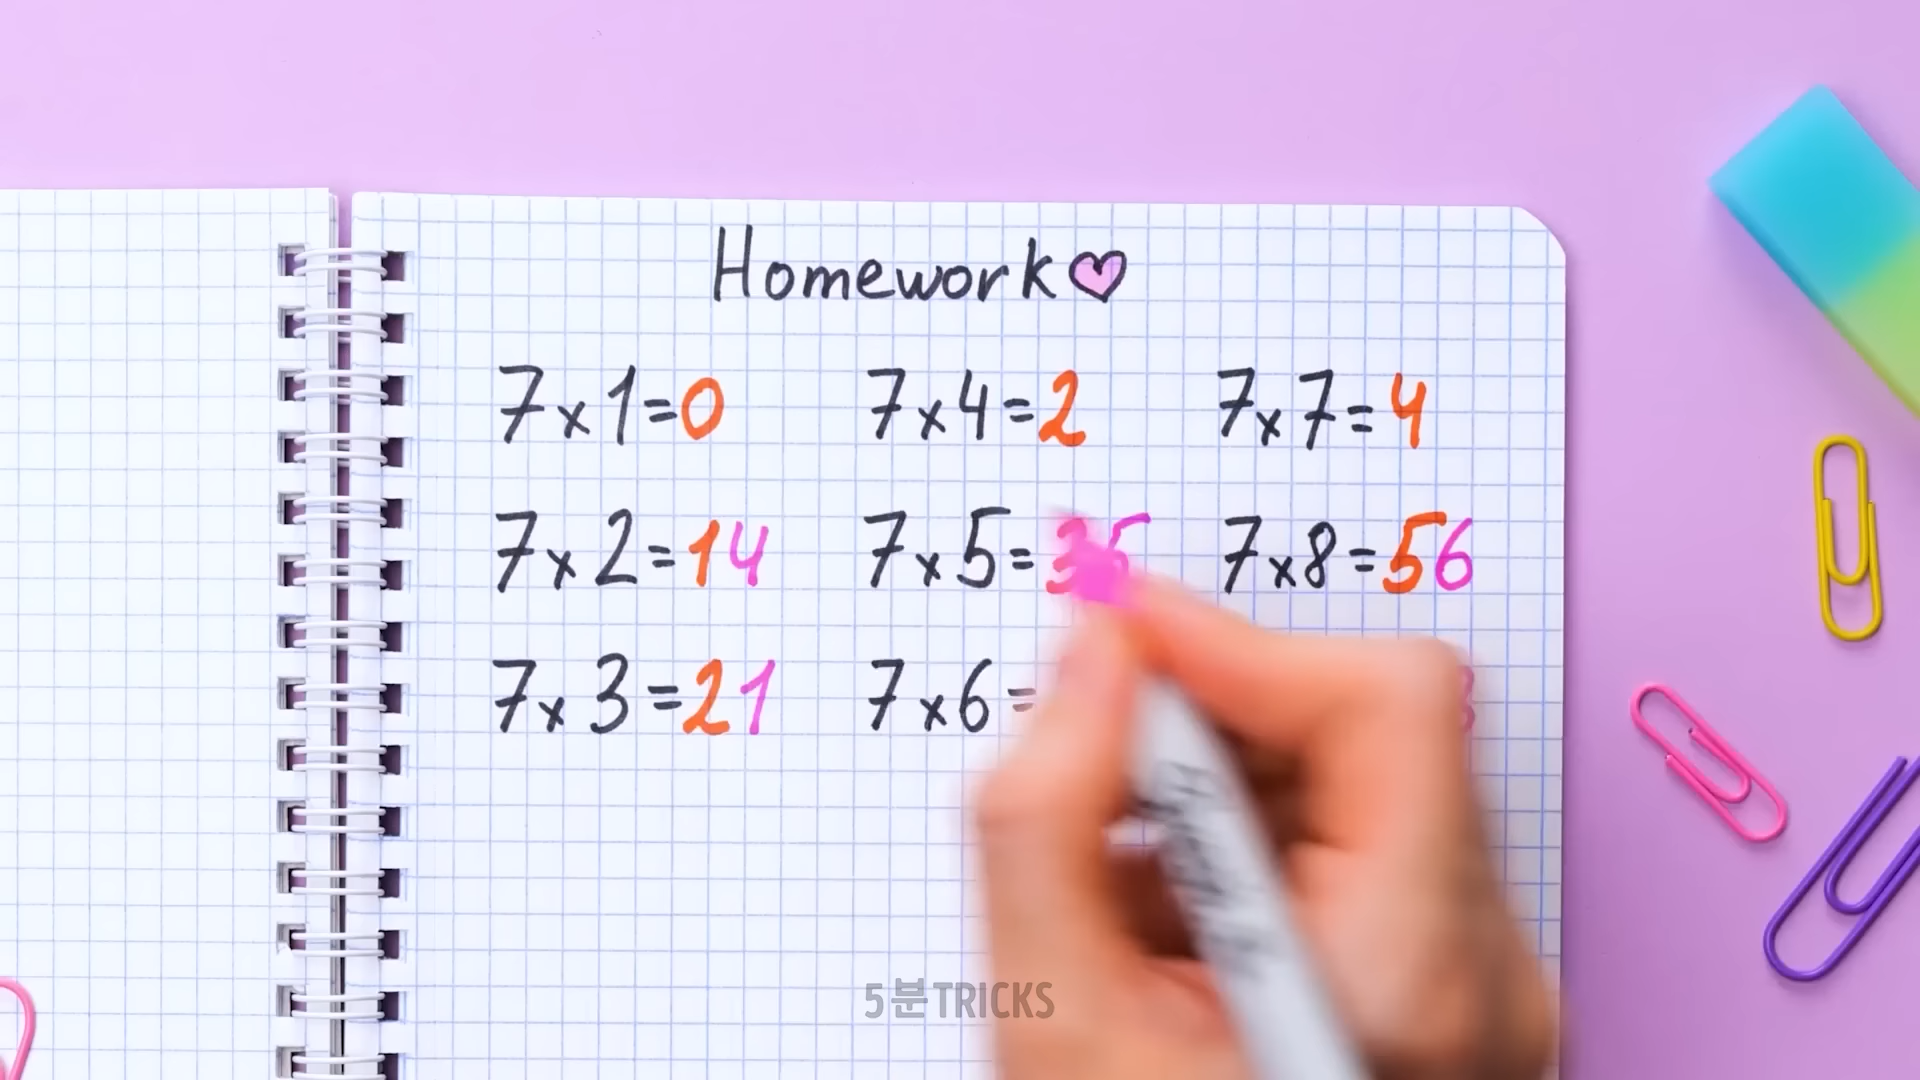 Homework
7x1=0 7x4=2 7x7=4
7x2=14 7x5=35 7x8=56
7x3=21 7x6=
5분TRICKS